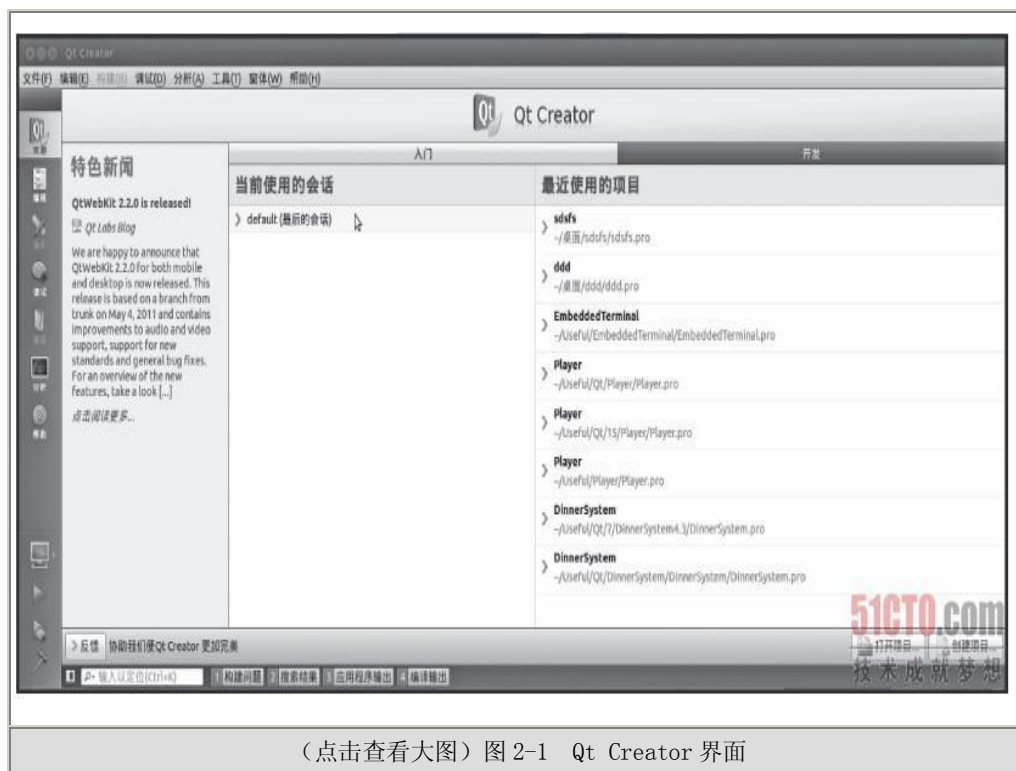 Qt Creator
文件(F) 编辑(E) 构建(B) 调试(D) 分析(A) 工具(T) 窗体(W) 帮助(H)
Qt Creator
入门
开发
欢迎
编辑
调试
分析
帮助
特色新闻
QtWebKit 2.2.0 is released!
Qt Labs Blog
We are happy to announce that
QtWebKit 2.2.0 for both mobile
and desktop is now released. This
release is based on a branch from
trunk on May 4, 2011 and contains
improvements to audio and video
support, support for new
standards and general bug fixes.
For an overview of the new
features, take a look [...]
点击阅读更多...
当前使用的会话
default (最后的会话)
最近使用的项目
sdsfs
~/桌面/sdsfs/sdsfs.pro
ddd
~/桌面/ddd/ddd.pro
EmbeddedTerminal
~/Useful/EmbeddedTerminal/EmbeddedTerminal.pro
Player
~/Useful/Qt/Player/Player.pro
Player
~/Useful/Qt/15/Player/Player.pro
Player
~/Useful/Player/Player.pro
DinnerSystem
~/Useful/Qt/7/DinnerSystem4.3/DinnerSystem.pro
DinnerSystem
~/Useful/Qt/DinnerSystem/DinnerSystem/DinnerSystem.pro
反馈 协助我们使Qt Creator 更加完美
打开项目... 创建项目...
51CTO.com
技术成就梦想
输入以定位(Ctrl+K) 1 构建问题 2 搜索结果 3 应用程序输出 4 编译输出
(点击查看大图)图 2-1 Qt Creator 界面